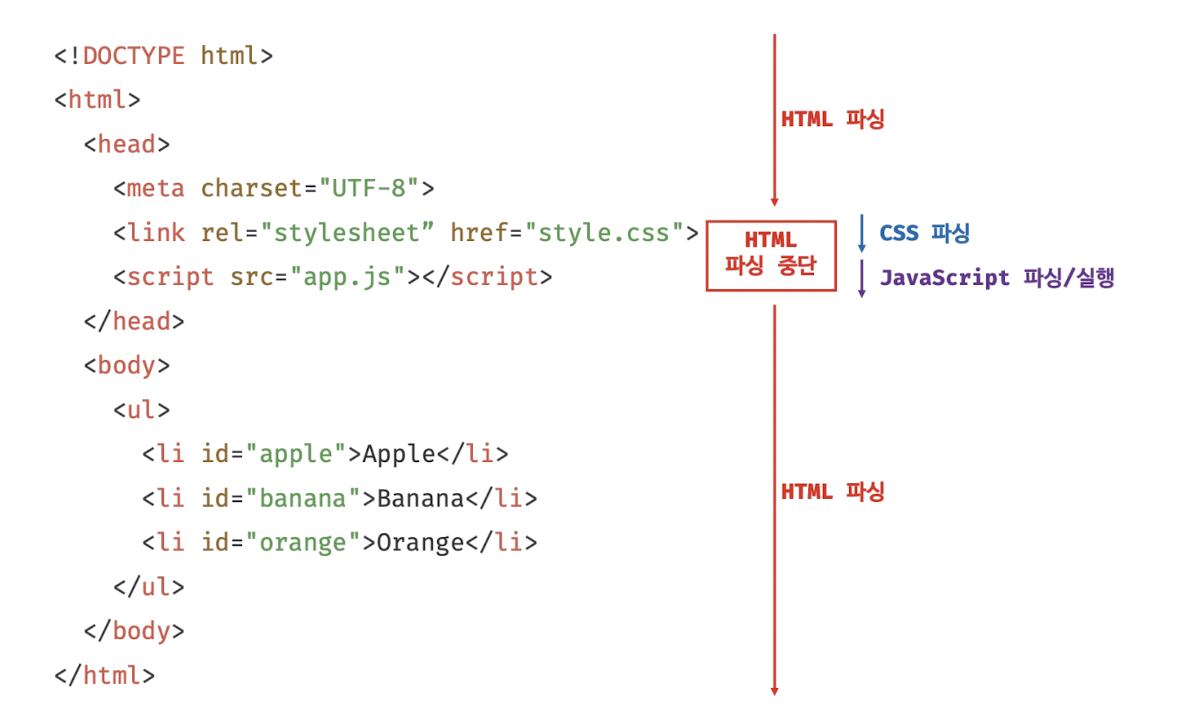 <!DOCTYPE html>
<html>
HTML 파싱
<head>
<meta charset="UTF-8">
<link rel="stylesheet” href="style.css">
HTML
파싱 중단
CSS 파싱
<script src="app.js"></script>
JavaScript 파싱/실행
</head>
<body>
<ul>
<li id="apple">Apple</li>
<li id="banana">Banana</li>
HTML 파싱
<li id="orange">Orange</li>
</ul>
</body>
</html>